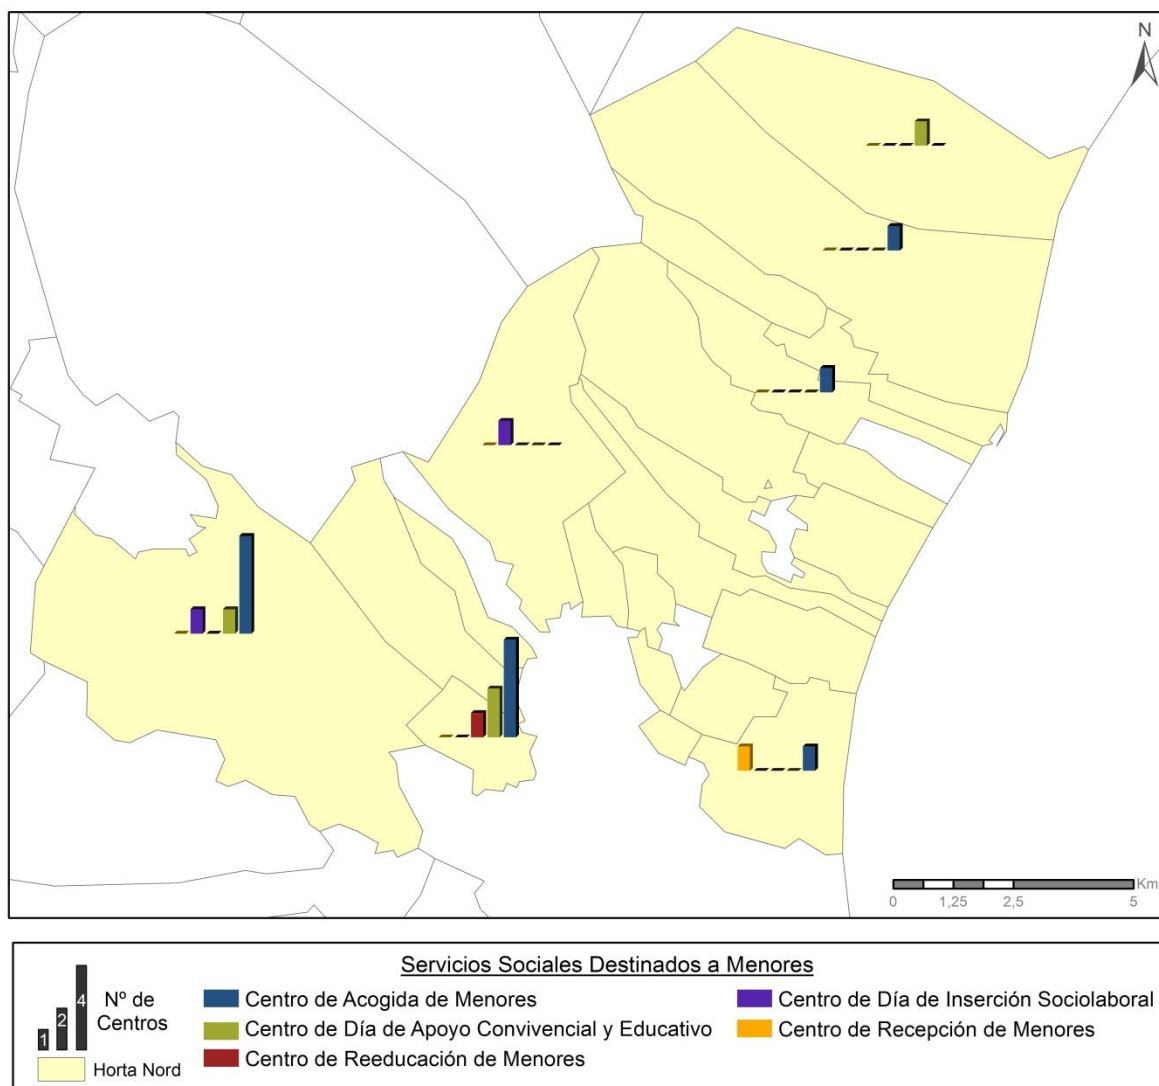 N
Km
0 1,25 2,5 5
Servicios Sociales Destinados a Menores
1 2 4
Nº de
Centros
Horta Nord
Centro de Acogida de Menores
Centro de Día de Apoyo Convivencial y Educativo
Centro de Reeducación de Menores
Centro de Día de Inserción Sociolaboral
Centro de Recepción de Menores